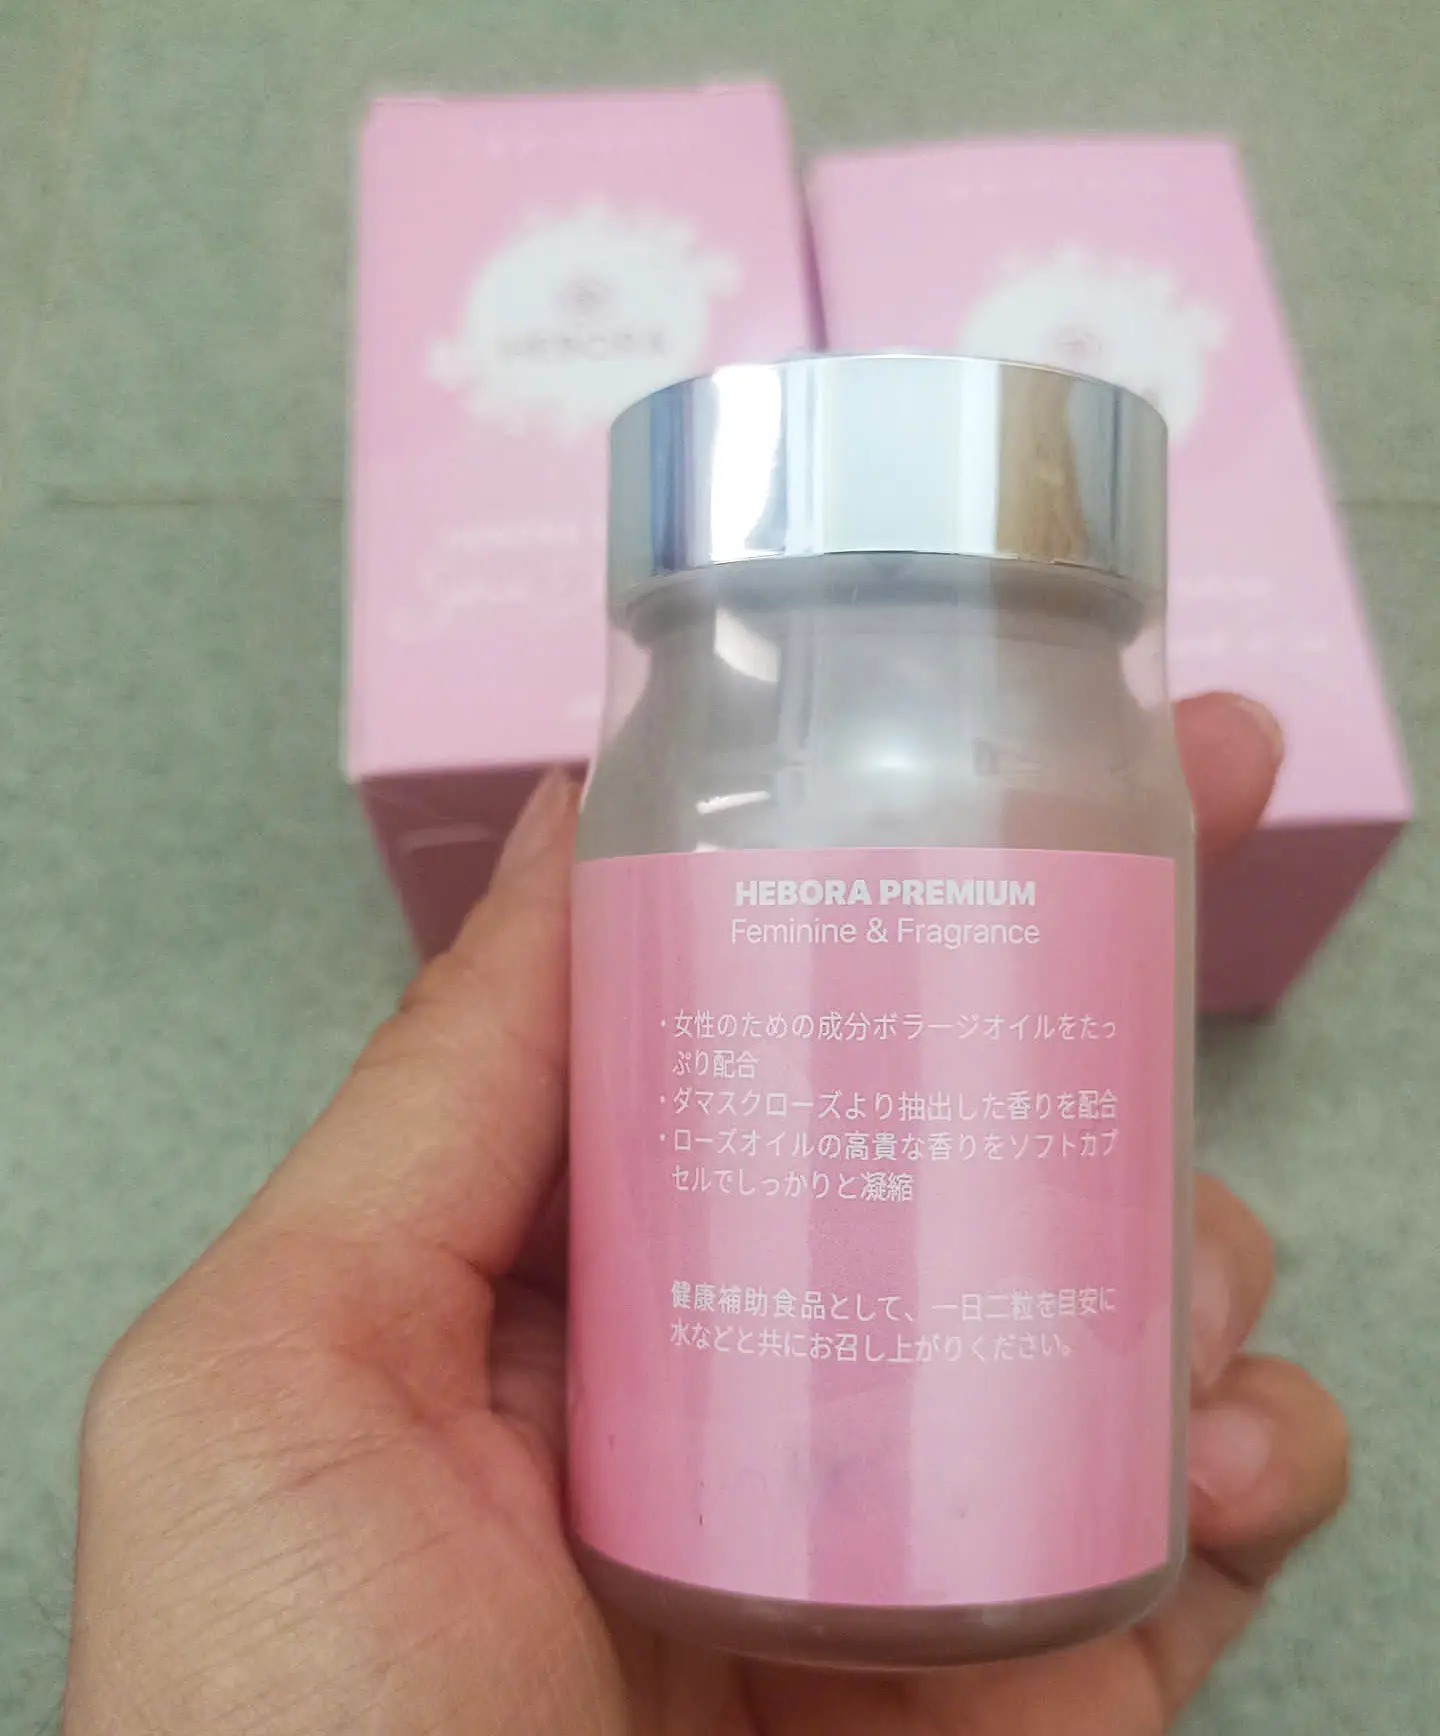 HEBORA
HEBORA PREMIUM
Feminine & Fragrance
・女性のための成分ボラージオイルをたっ
ぷり配合
・ダマスクローズより抽出した香りを配合
・ローズオイルの高貴な香りをソフトカプ
セルでしっかりと凝縮
健康補助食品として、一日二粒を目安に
水などと共にお召し上がりください。